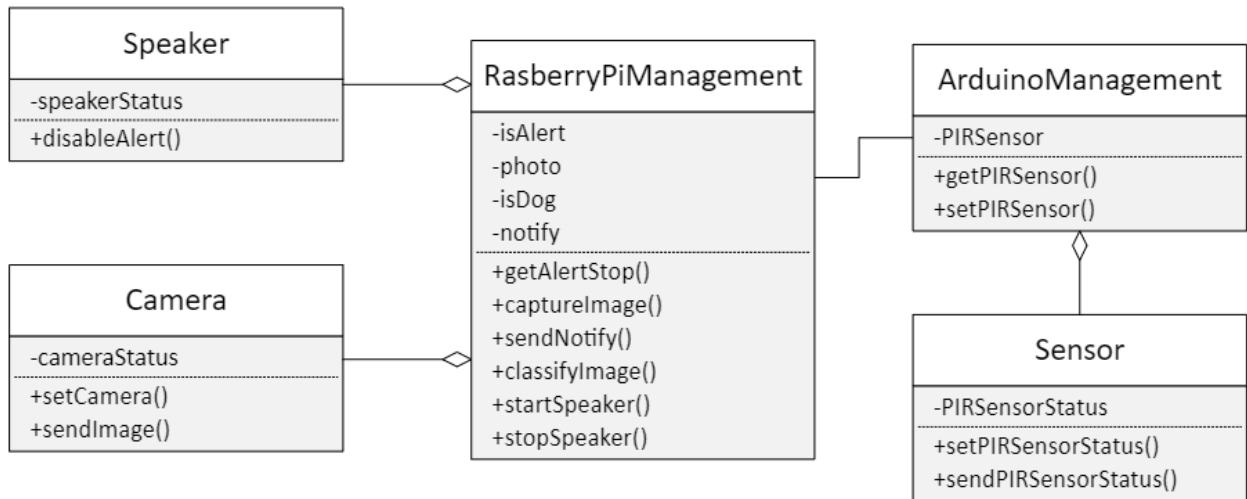 Speaker
-speakerStatus
+disableAlert()
Camera
-cameraStatus
+setCamera()
+sendImage()
RasberryPiManagement
-isAlert
-photo
-isDog
-notify
+getAlertStop()
+captureImage()
+sendNotify()
+classifyImage()
+startSpeaker()
+stopSpeaker()
ArduinoManagement
-PIRSensor
+getPIRSensor()
+setPIRSensor()
Sensor
-PIRSensorStatus
+setPIRSensorStatus()
+sendPIRSensorStatus()